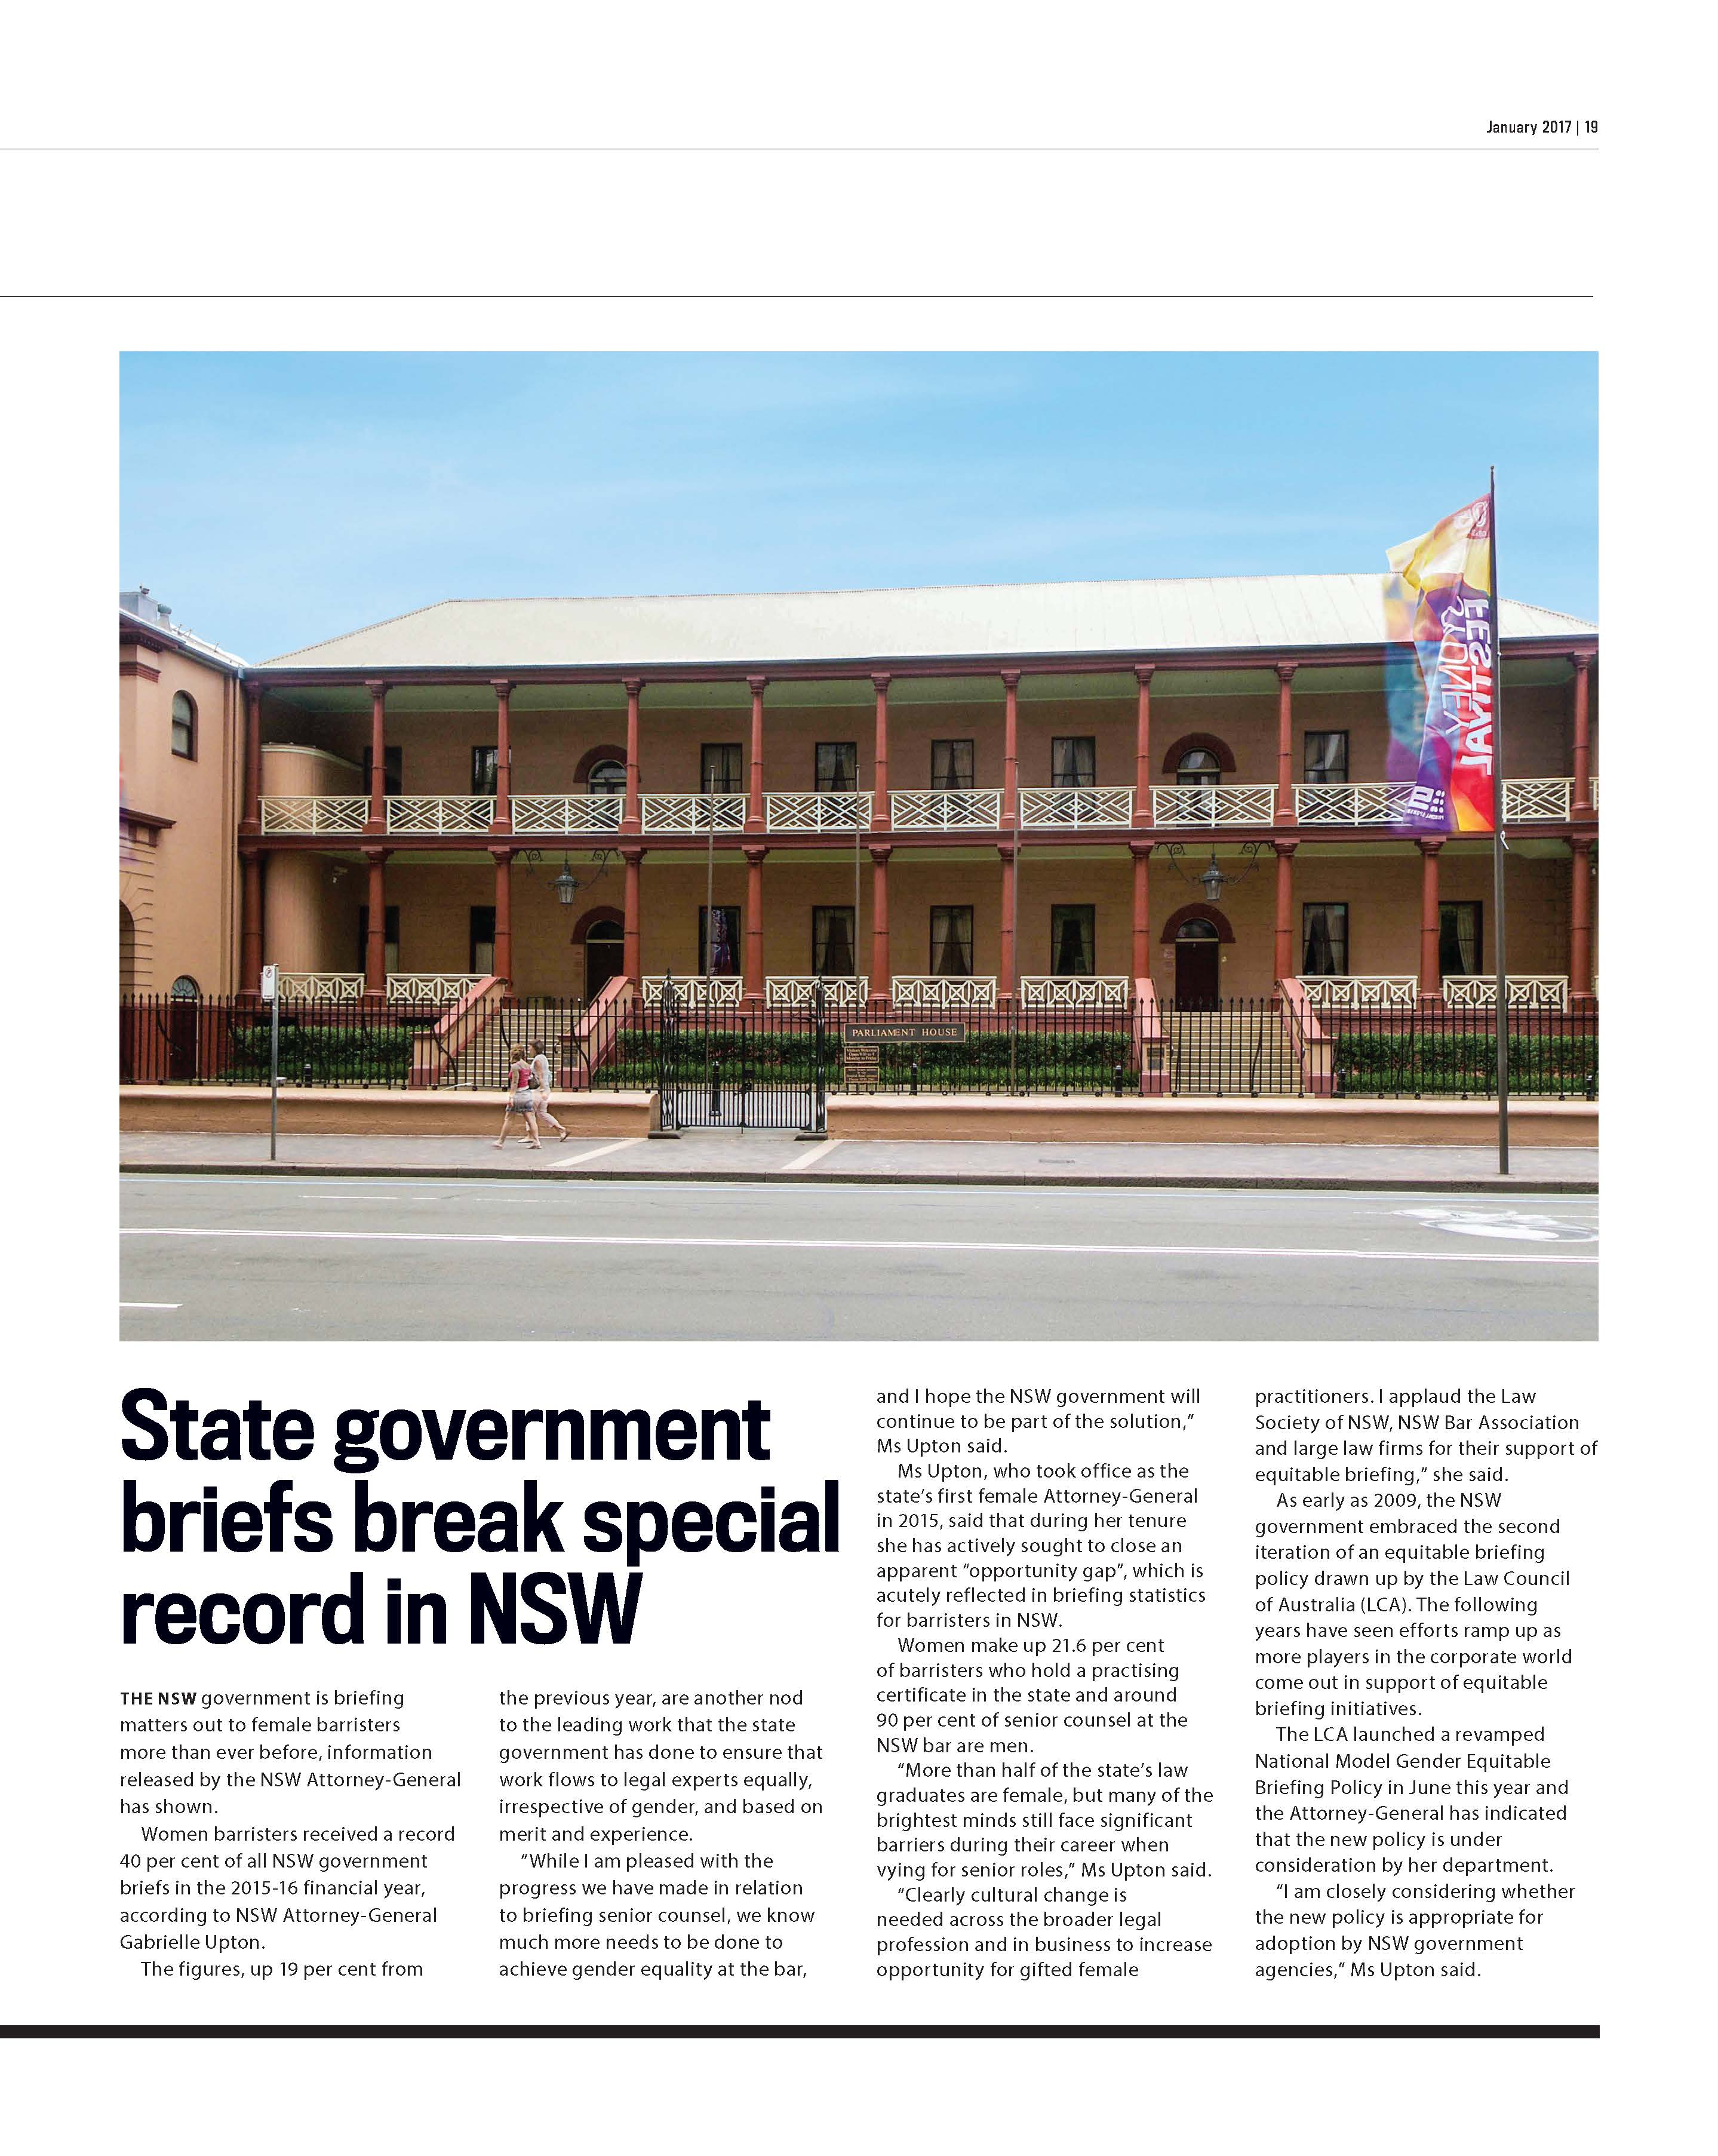 January 2017 | 19
SYDNEY
FESTIVAL
PARLIAMENT HOUSE
State government
briefs break special
record in NSW
THE NSW government is briefing
matters out to female barristers
more than ever before, information
released by the NSW Attorney-General
has shown.
Women barristers received a record
40 per cent of all NSW government
briefs in the 2015-16 financial year,
according to NSW Attorney-General
Gabrielle Upton.
The figures, up 19 per cent from
the previous year, are another nod
to the leading work that the state
government has done to ensure that
work flows to legal experts equally,
irrespective of gender, and based on
merit and experience.
“While I am pleased with the
progress we have made in relation
to briefing senior counsel, we know
much more needs to be done to
achieve gender equality at the bar,
and I hope the NSW government will
continue to be part of the solution,”
Ms Upton said.
Ms Upton, who took office as the
state’s first female Attorney-General
in 2015, said that during her tenure
she has actively sought to close an
apparent “opportunity gap”, which is
acutely reflected in briefing statistics
for barristers in NSW.
Women make up 21.6 per cent
of barristers who hold a practising
certificate in the state and around
90 per cent of senior counsel at the
NSW bar are men.
“More than half of the state’s law
graduates are female, but many of the
brightest minds still face significant
barriers during their career when
vying for senior roles,” Ms Upton said.
“Clearly cultural change is
needed across the broader legal
profession and in business to increase
opportunity for gifted female
practitioners. I applaud the Law
Society of NSW, NSW Bar Association
and large law firms for their support of
equitable briefing,” she said.
As early as 2009, the NSW
government embraced the second
iteration of an equitable briefing
policy drawn up by the Law Council
of Australia (LCA). The following
years have seen efforts ramp up as
more players in the corporate world
come out in support of equitable
briefing initiatives.
The LCA launched a revamped
National Model Gender Equitable
Briefing Policy in June this year and
the Attorney-General has indicated
that the new policy is under
consideration by her department.
“I am closely considering whether
the new policy is appropriate for
adoption by NSW government
agencies,” Ms Upton said.